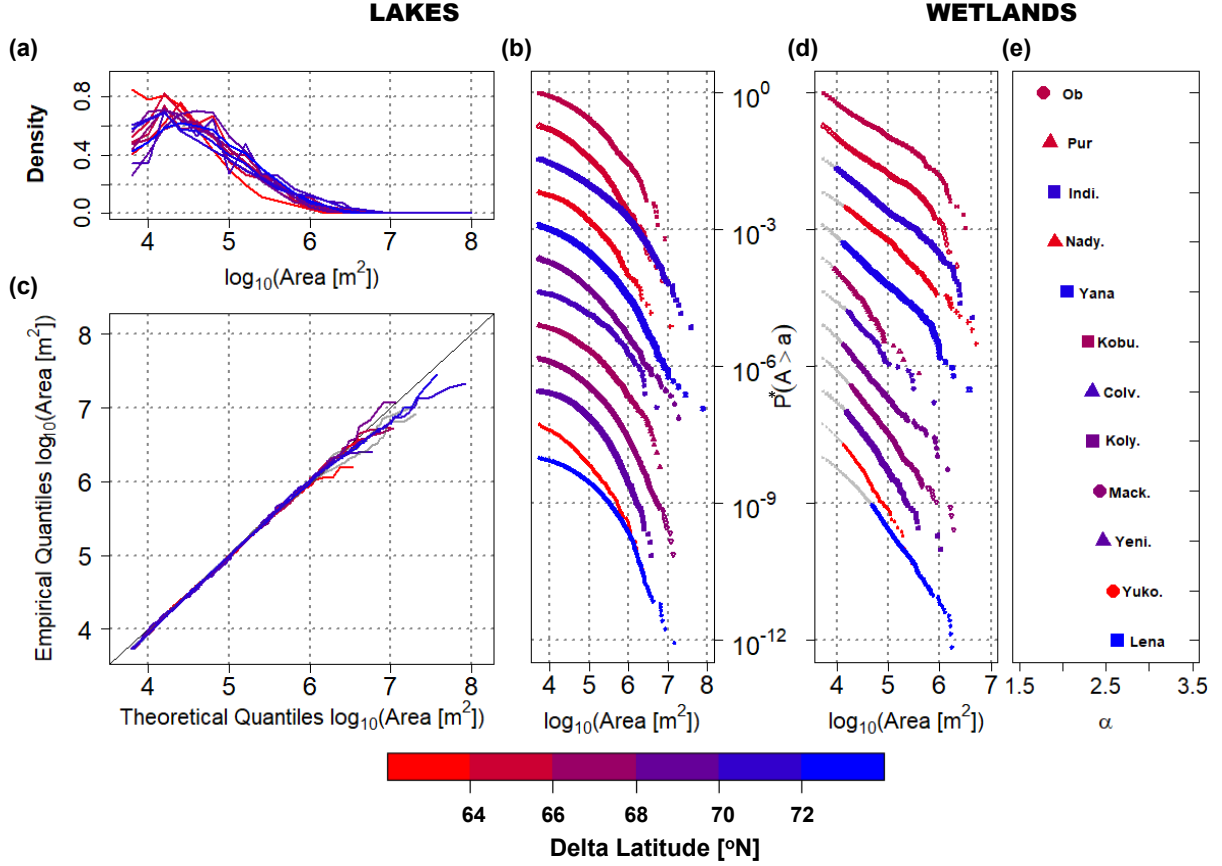 LAKES
WETLANDS
(a)
(b)
(d)
(e)
Density
0.0 0.4 0.8
4 5 6 7 8
log10(Area [m2])
(c)
Empirical Quantiles log10(Area [m2])
8
7
6
5
4
4 5 6 7 8
Theoretical Quantiles log10(Area [m2])
4 5 6 7 8
log10(Area [m2])
10^0
10^-3
10^-6
10^-9
10^-12
P*(A > a)
4 5 6 7
log10(Area [m2])
Ob
Pur
Indi.
Nady.
Yana
Kobu.
Colv.
Koly.
Mack.
Yeni.
Yuko.
Lena
1.5 2.5 3.5
α
64 66 68 70 72
Delta Latitude [oN]